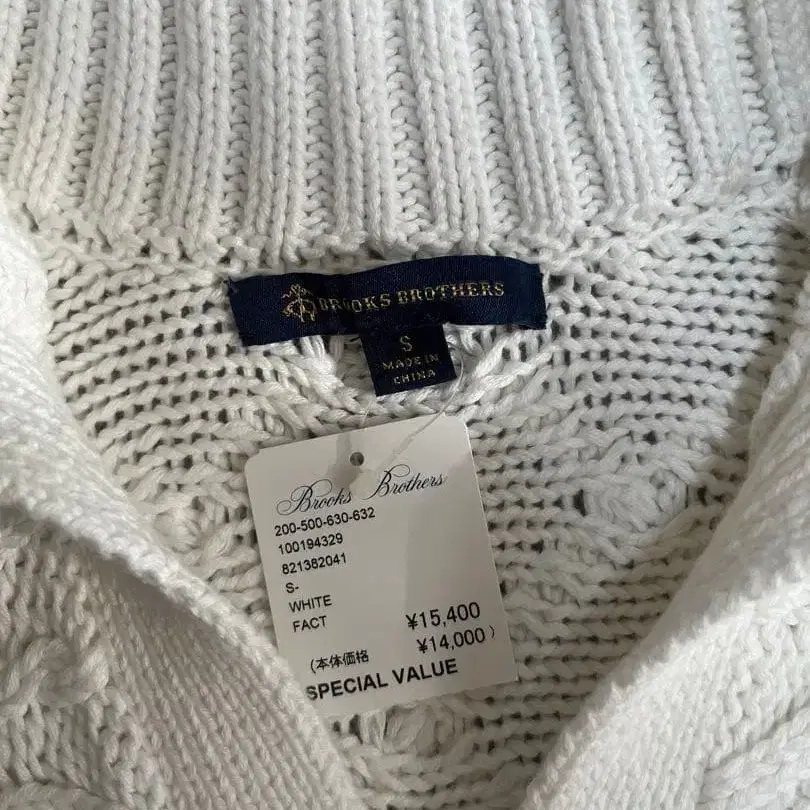 BROOKS BROTHERS
S
MADE IN
CHINA
Brooks Brothers
200-500-630-632
100194329
821382041
S-
WHITE
FACT
¥15,400
(本体価格 ¥14,000)
SPECIAL VALUE